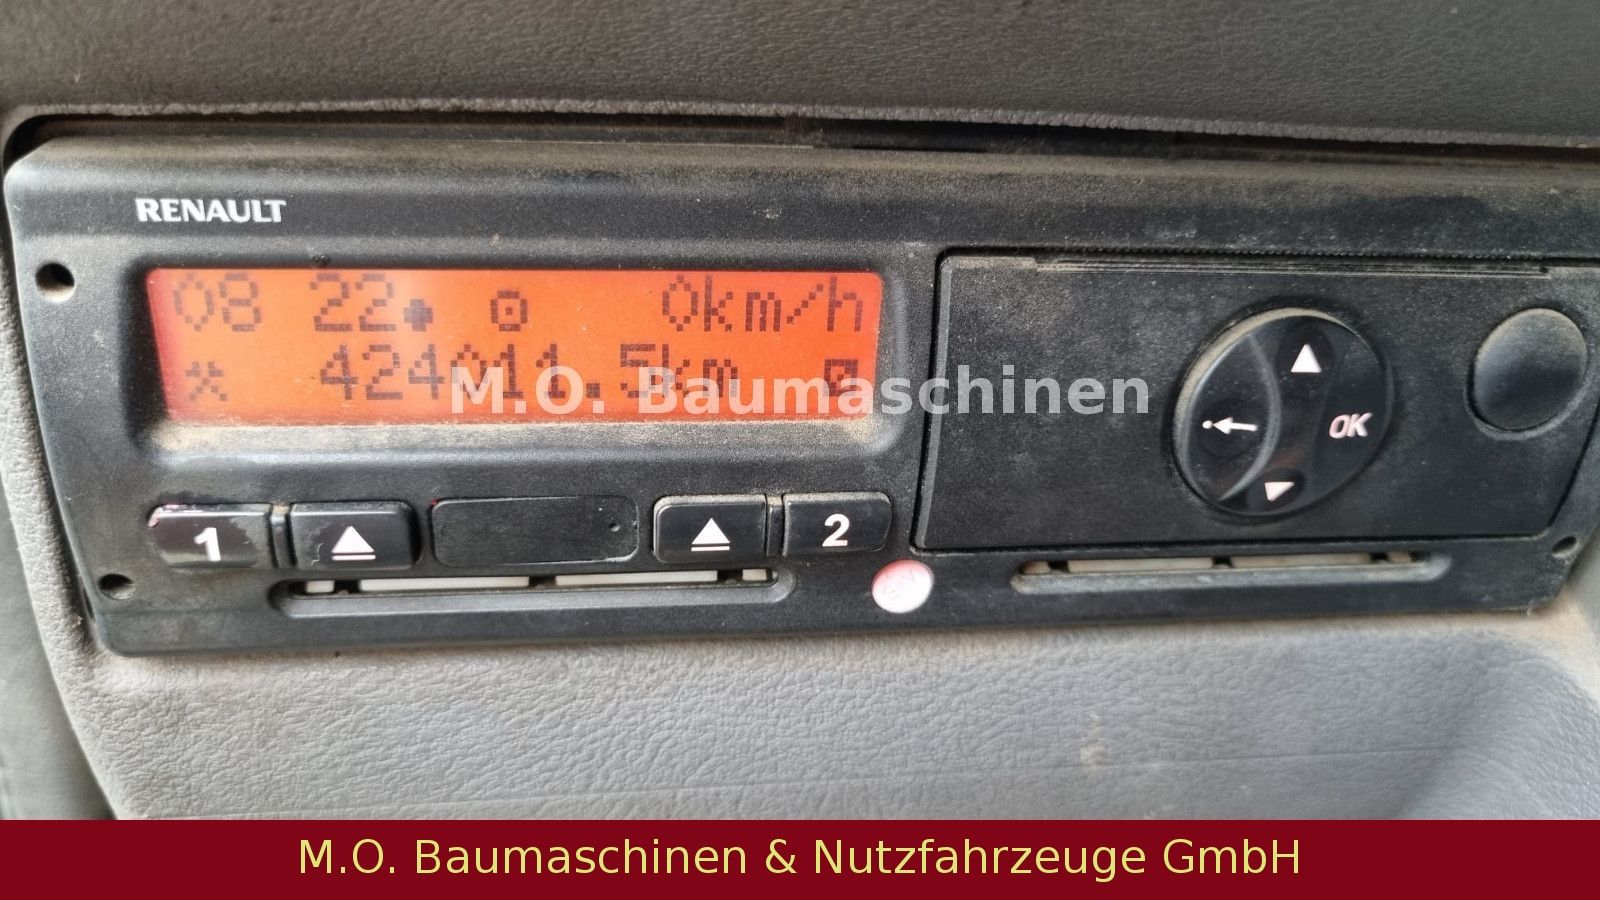 RENAULT
08 22 0km/h
424011.5km
M.O. Baumaschinen
OK
1
2
M.O. Baumaschinen & Nutzfahrzeuge GmbH